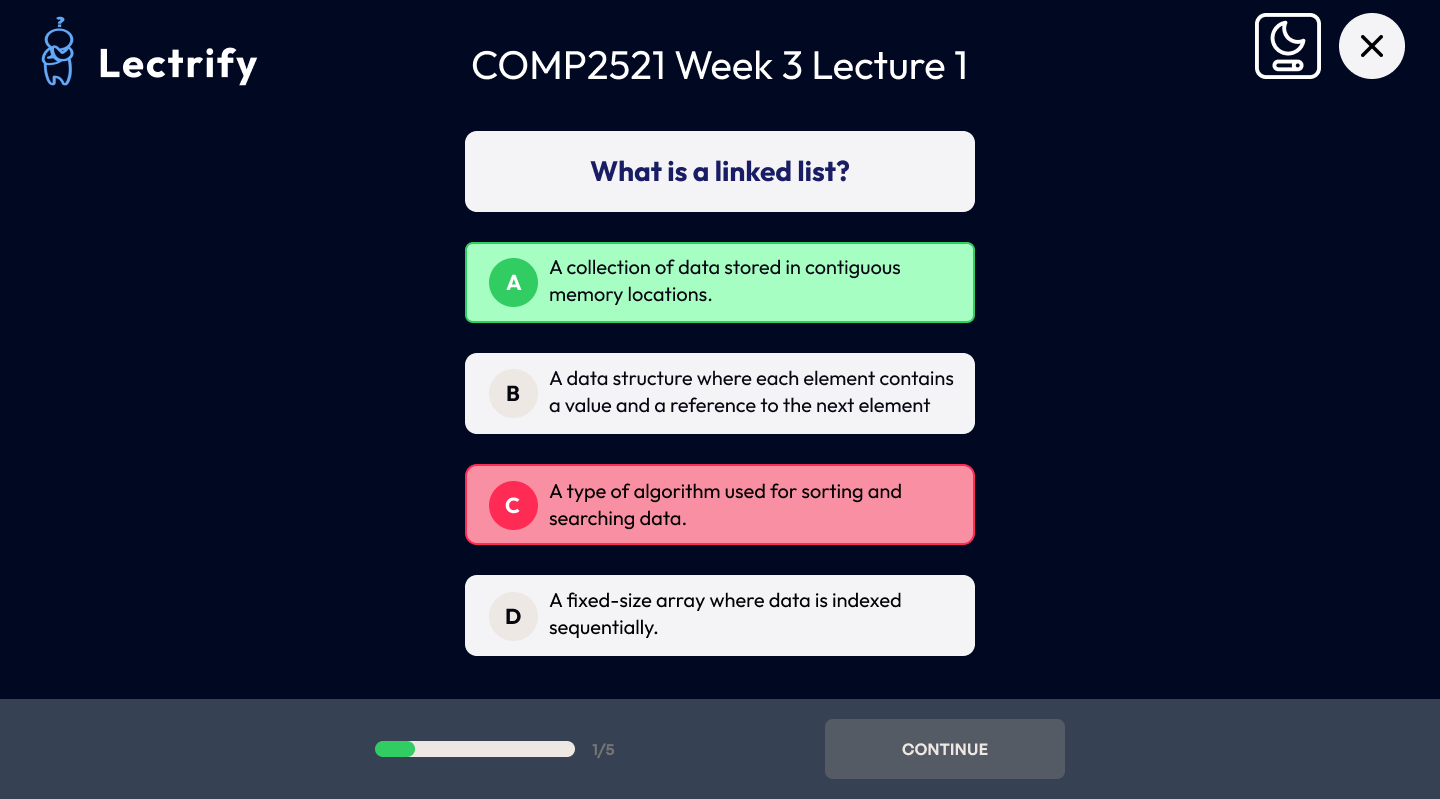 ?
Lectrify
COMP2521 Week 3 Lecture 1
What is a linked list?
A
A collection of data stored in contiguous
memory locations.
B
A data structure where each element contains
a value and a reference to the next element
C
A type of algorithm used for sorting and
searching data.
D
A fixed-size array where data is indexed
sequentially.
1/5
CONTINUE